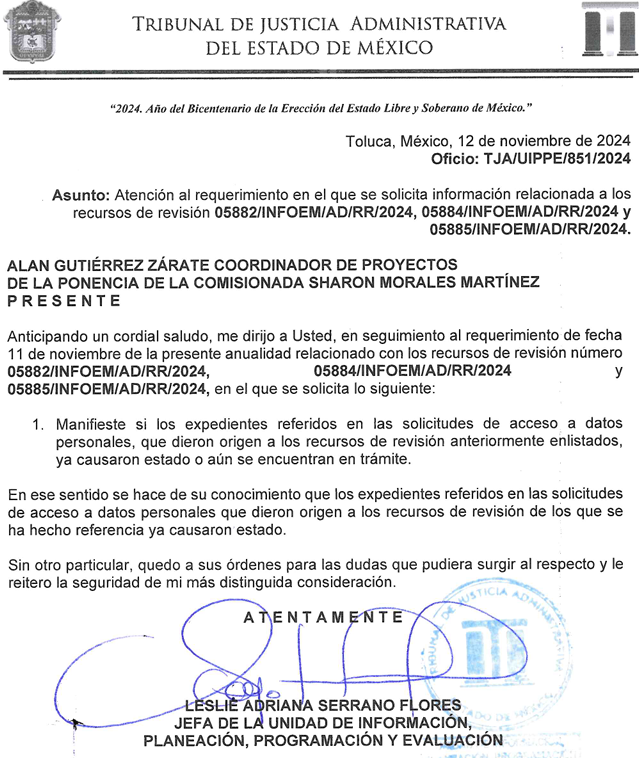 TRIBUNAL DE JUSTICIA ADMINISTRATIVA
DEL ESTADO DE MÉXICO
“2024. Año del Bicentenario de la Erección del Estado Libre y Soberano de México.”
Toluca, México, 12 de noviembre de 2024
Oficio: TJA/UIPPE/851/2024
Asunto: Atención al requerimiento en el que se solicita información relacionada a los
recursos de revisión 05882/INFOEM/AD/RR/2024, 05884/INFOEM/AD/RR/2024 y
05885/INFOEM/AD/RR/2024.
ALAN GUTIÉRREZ ZÁRATE COORDINADOR DE PROYECTOS
DE LA PONENCIA DE LA COMISIONADA SHARON MORALES MARTÍNEZ
P R E S E N T E
Anticipando un cordial saludo, me dirijo a Usted, en seguimiento al requerimiento de fecha
11 de noviembre de la presente anualidad relacionado con los recursos de revisión número
05882/INFOEM/AD/RR/2024, 05884/INFOEM/AD/RR/2024 y
05885/INFOEM/AD/RR/2024, en el que se solicita lo siguiente:
1. Manifieste si los expedientes referidos en las solicitudes de acceso a datos
personales, que dieron origen a los recursos de revisión anteriormente enlistados,
ya causaron estado o aún se encuentran en trámite.
En ese sentido se hace de su conocimiento que los expedientes referidos en las solicitudes
de acceso a datos personales que dieron origen a los recursos de revisión de los que se
ha hecho referencia ya causaron estado.
Sin otro particular, quedo a sus órdenes para las dudas que pudiera surgir al respecto y le
reitero la seguridad de mi más distinguida consideración.
A T E N T A M E N T E
LESLIE ADRIANA SERRANO FLORES
JEFA DE LA UNIDAD DE INFORMACIÓN,
PLANEACIÓN, PROGRAMACIÓN Y EVALUACIÓN
TRIBUNAL DE JUSTICIA ADMINISTRATIVA
ESTADO DE MÉXICO